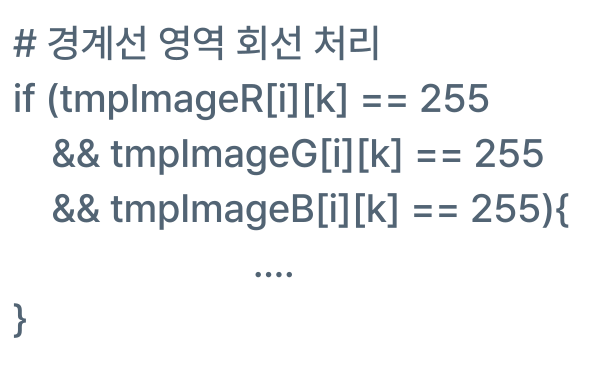 # 경계선 영역 회선 처리
if (tmpImageR[i][k] == 255
&& tmpImageG[i][k] == 255
&& tmpImageB[i][k] == 255){
....
}